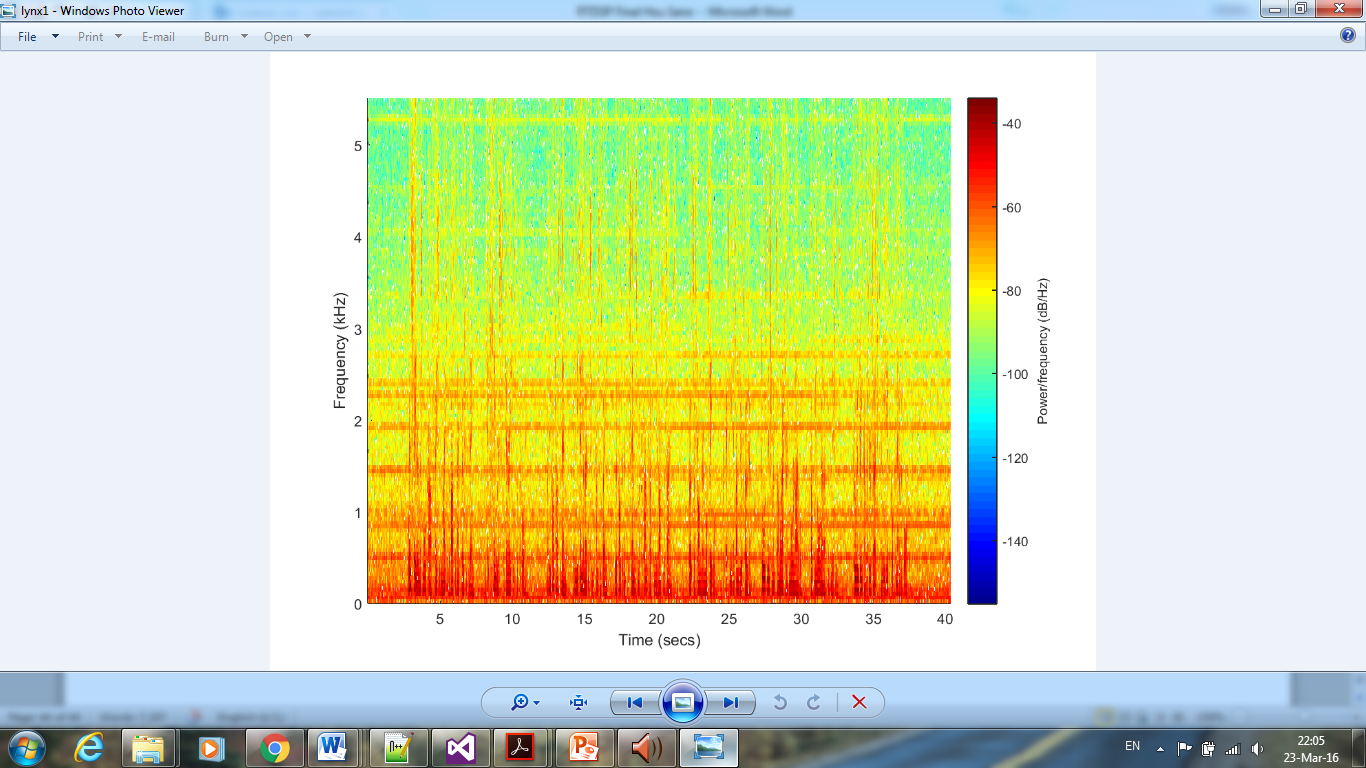 lynx1 - Windows Photo Viewer
File Print E-mail Burn Open
5
4
3
2
1
0
Frequency (kHz)
5 10 15 20 25 30 35 40
Time (secs)
-40
-60
-80
-100
-120
-140
Power/frequency (dB/Hz)
EN
22:05
23-Mar-16